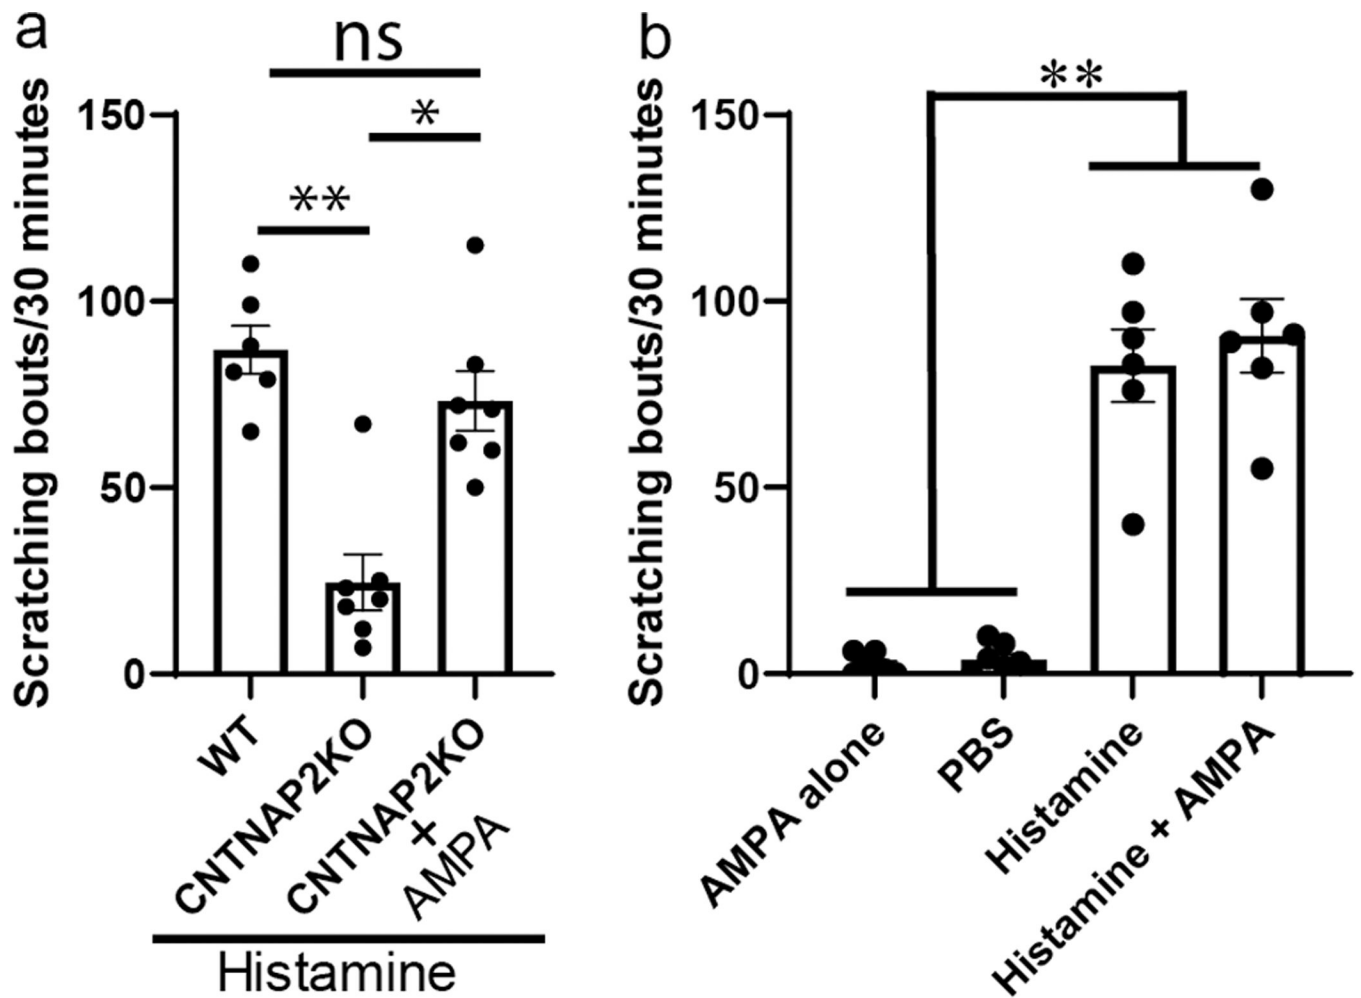 a
ns
*
**
Scratching bouts/30 minutes
150
100
50
0
WT
CNTNAP2KO
CNTNAP2KO
+
AMPA
Histamine
b
**
Scratching bouts/30 minutes
150
100
50
0
AMPA alone
PBS
Histamine
Histamine + AMPA